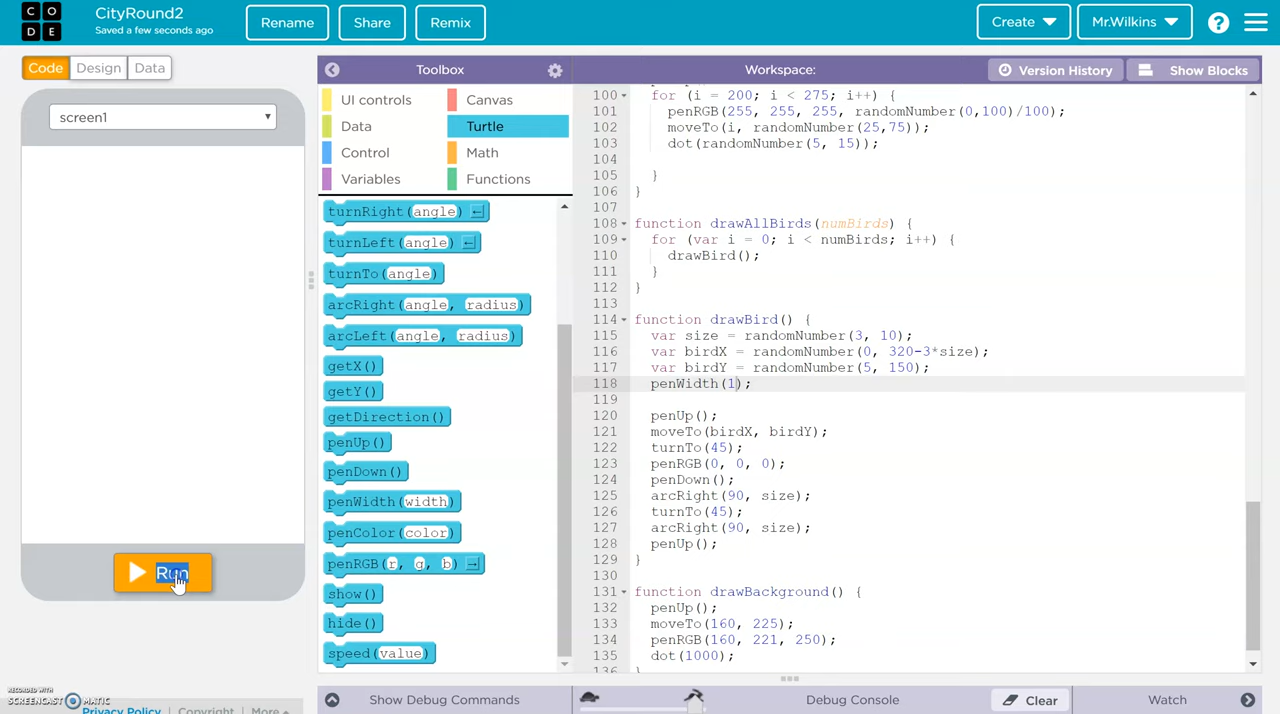 CODE
CityRound2
Saved a few seconds ago
Rename
Share
Remix
Create
Mr.Wilkins
?
Code
Design
Data
screen1
Run
RECORDED WITH
SCREENCAST MATIC
Privacy Policy
Copyright
More
Toolbox
UI controls
Canvas
Data
Turtle
Control
Math
Variables
Functions
turnRight(angle)
turnLeft(angle)
turnTo(angle)
arcRight(angle, radius)
arcLeft(angle, radius)
getX()
getY()
getDirection()
penUp()
penDown()
penWidth(width)
penColor(color)
penRGB(r, g, b)
show()
hide()
speed(value)
Workspace:
Version History
Show Blocks
100 for (i = 200; i < 275; i++) {
101 penRGB(255, 255, 255, randomNumber(0,100)/100);
102 moveTo(i, randomNumber(25,75));
103 dot(randomNumber(5, 15));
104
105 }
106 }
107
108 function drawAllBirds(numBirds) {
109 for (var i = 0; i < numBirds; i++) {
110 drawBird();
111 }
112 }
113
114 function drawBird() {
115 var size = randomNumber(3, 10);
116 var birdX = randomNumber(0, 320-3*size);
117 var birdY = randomNumber(5, 150);
118 penWidth(1);
119
120 penUp();
121 moveTo(birdX, birdY);
122 turnTo(45);
123 penRGB(0, 0, 0);
124 penDown();
125 arcRight(90, size);
126 turnTo(45);
127 arcRight(90, size);
128 penUp();
129 }
130
131 function drawBackground() {
132 penUp();
133 moveTo(160, 225);
134 penRGB(160, 221, 250);
135 dot(1000);
136 }
Show Debug Commands
Debug Console
Clear
Watch